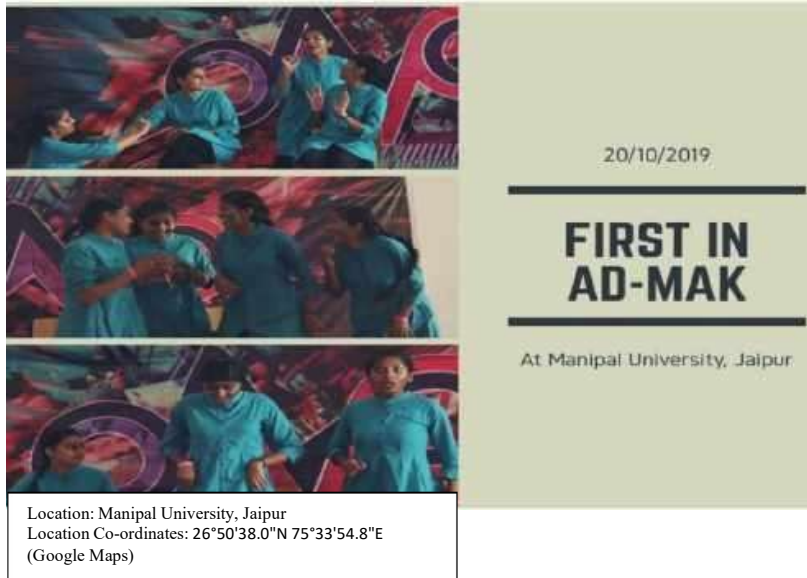 20/10/2019
FIRST IN
AD-MAK
At Manipal University, Jaipur
Location: Manipal University, Jaipur
Location Co-ordinates: 26°50'38.0"N 75°33'54.8"E
(Google Maps)